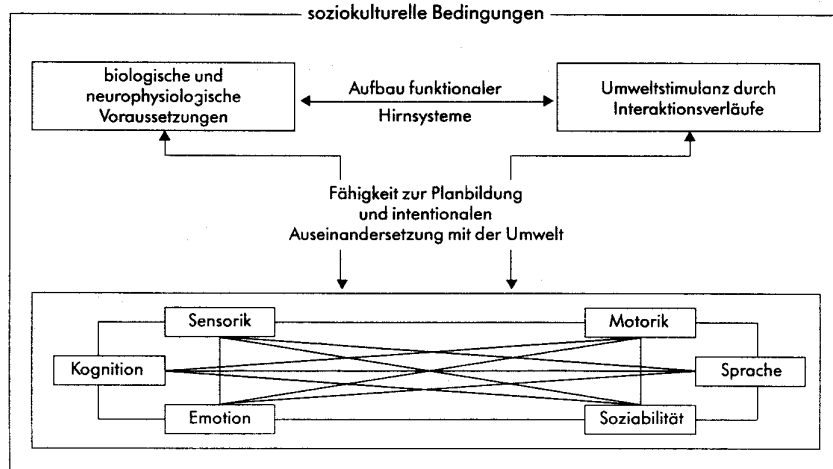 soziokulturelle Bedingungen
biologische und
neurophysiologische
Voraussetzungen
Aufbau funktionaler
Hirnsysteme
Umweltstimulanz durch
Interaktionsverläufe
Fähigkeit zur Planbildung
und intentionalen
Auseinandersetzung mit der Umwelt
Sensorik
Motorik
Kognition
Sprache
Emotion
Soziabilität